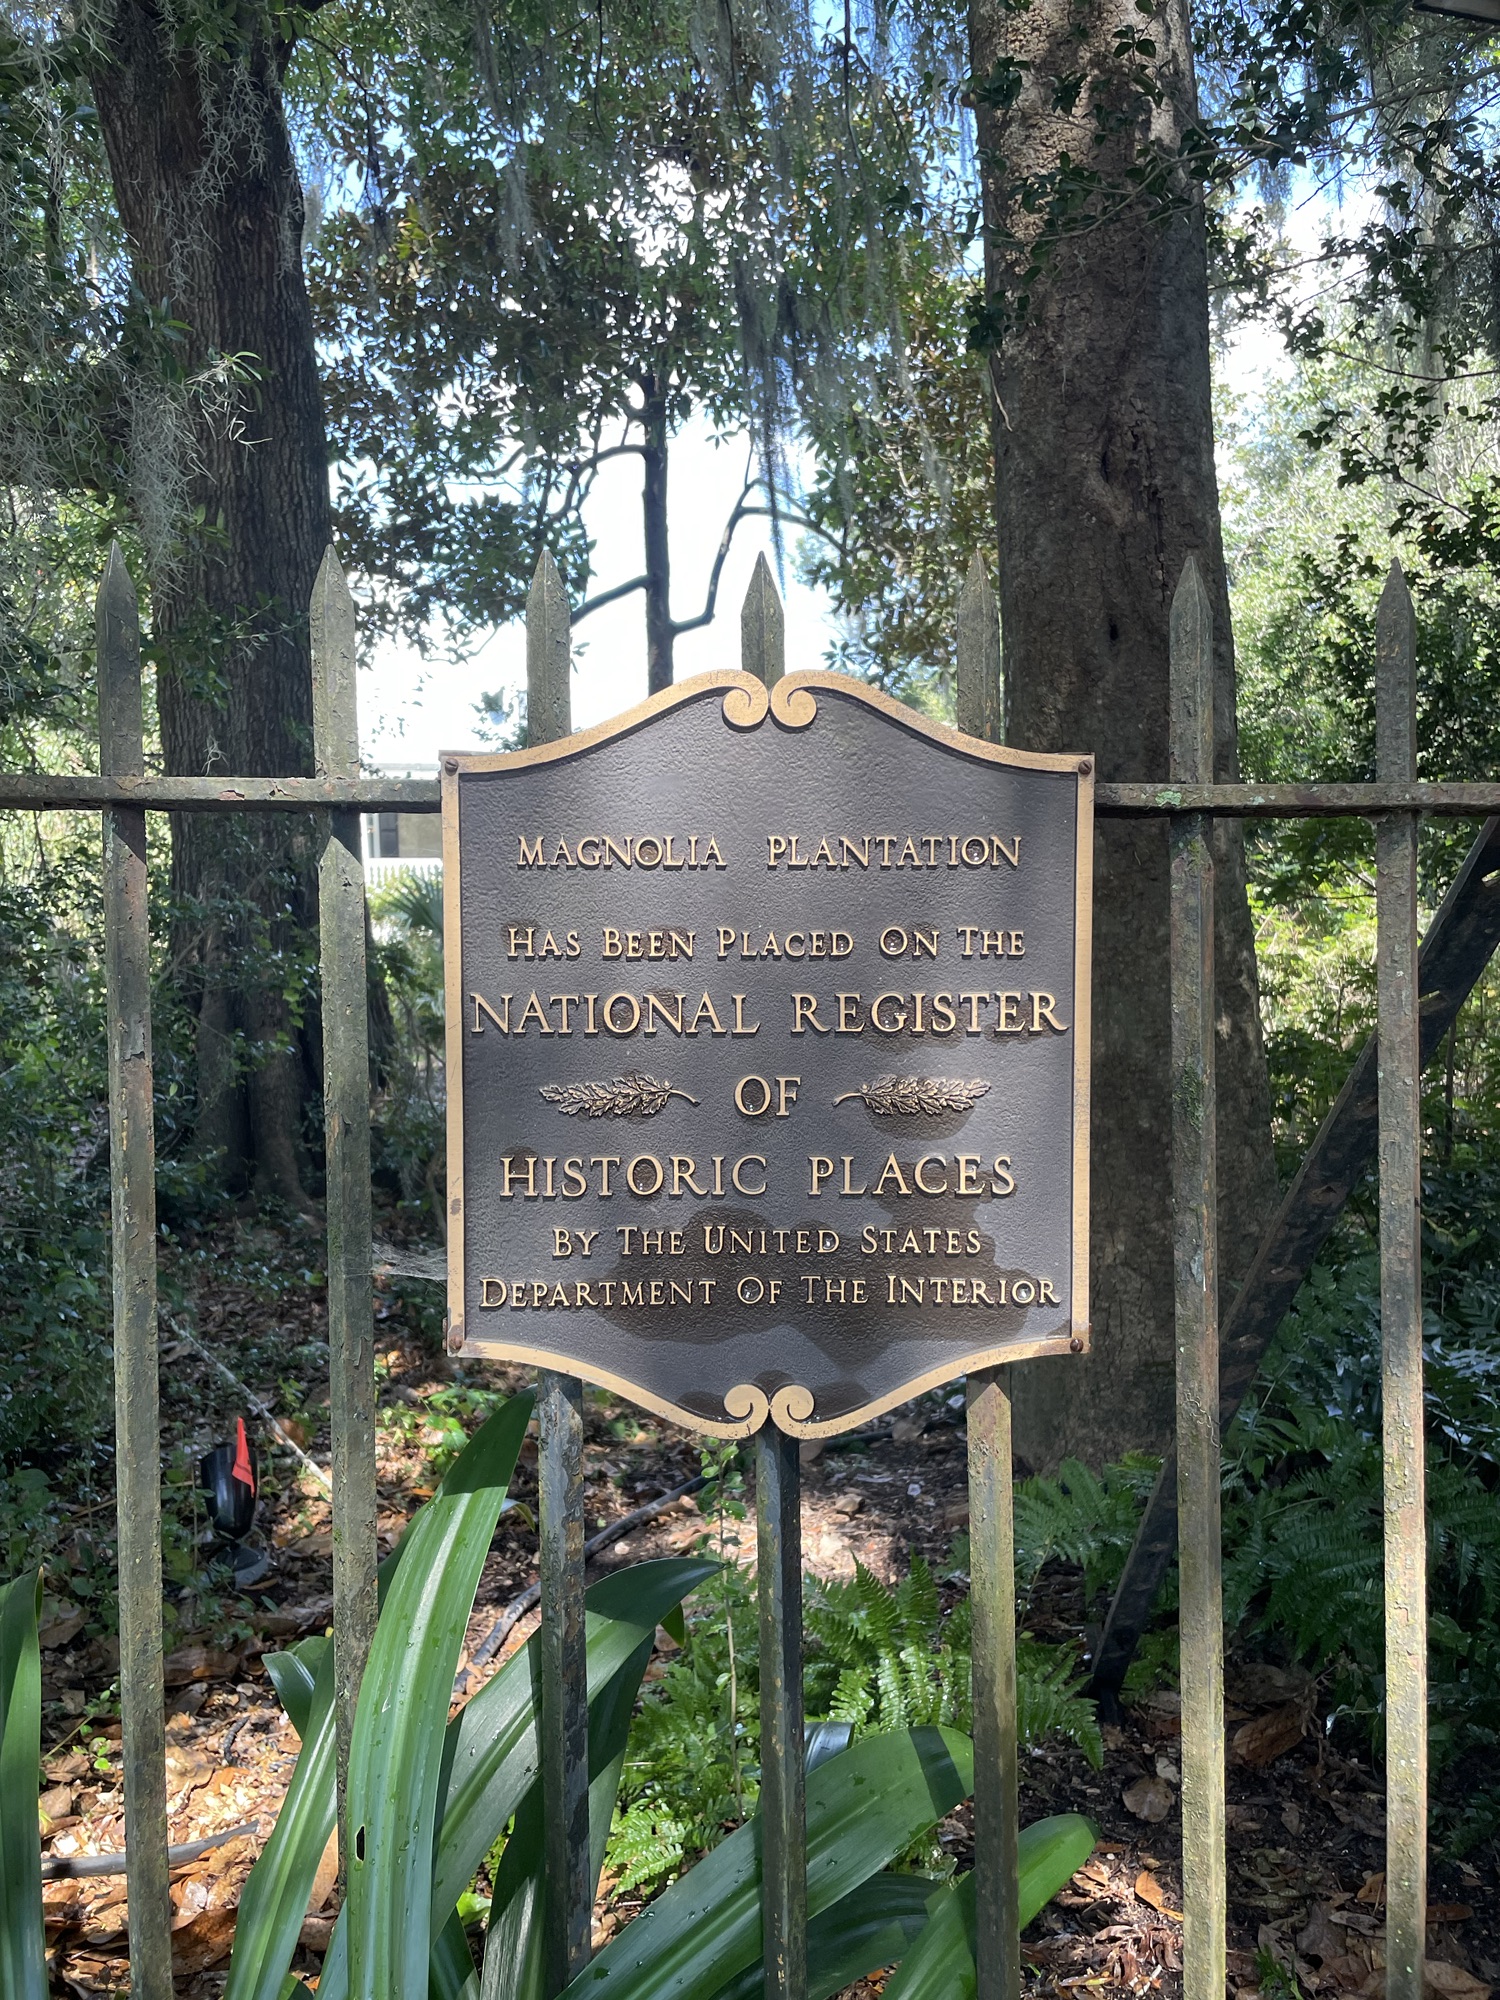 MAGNOLIA PLANTATION
HAS BEEN PLACED ON THE
NATIONAL REGISTER
OF
HISTORIC PLACES
BY THE UNITED STATES
DEPARTMENT OF THE INTERIOR